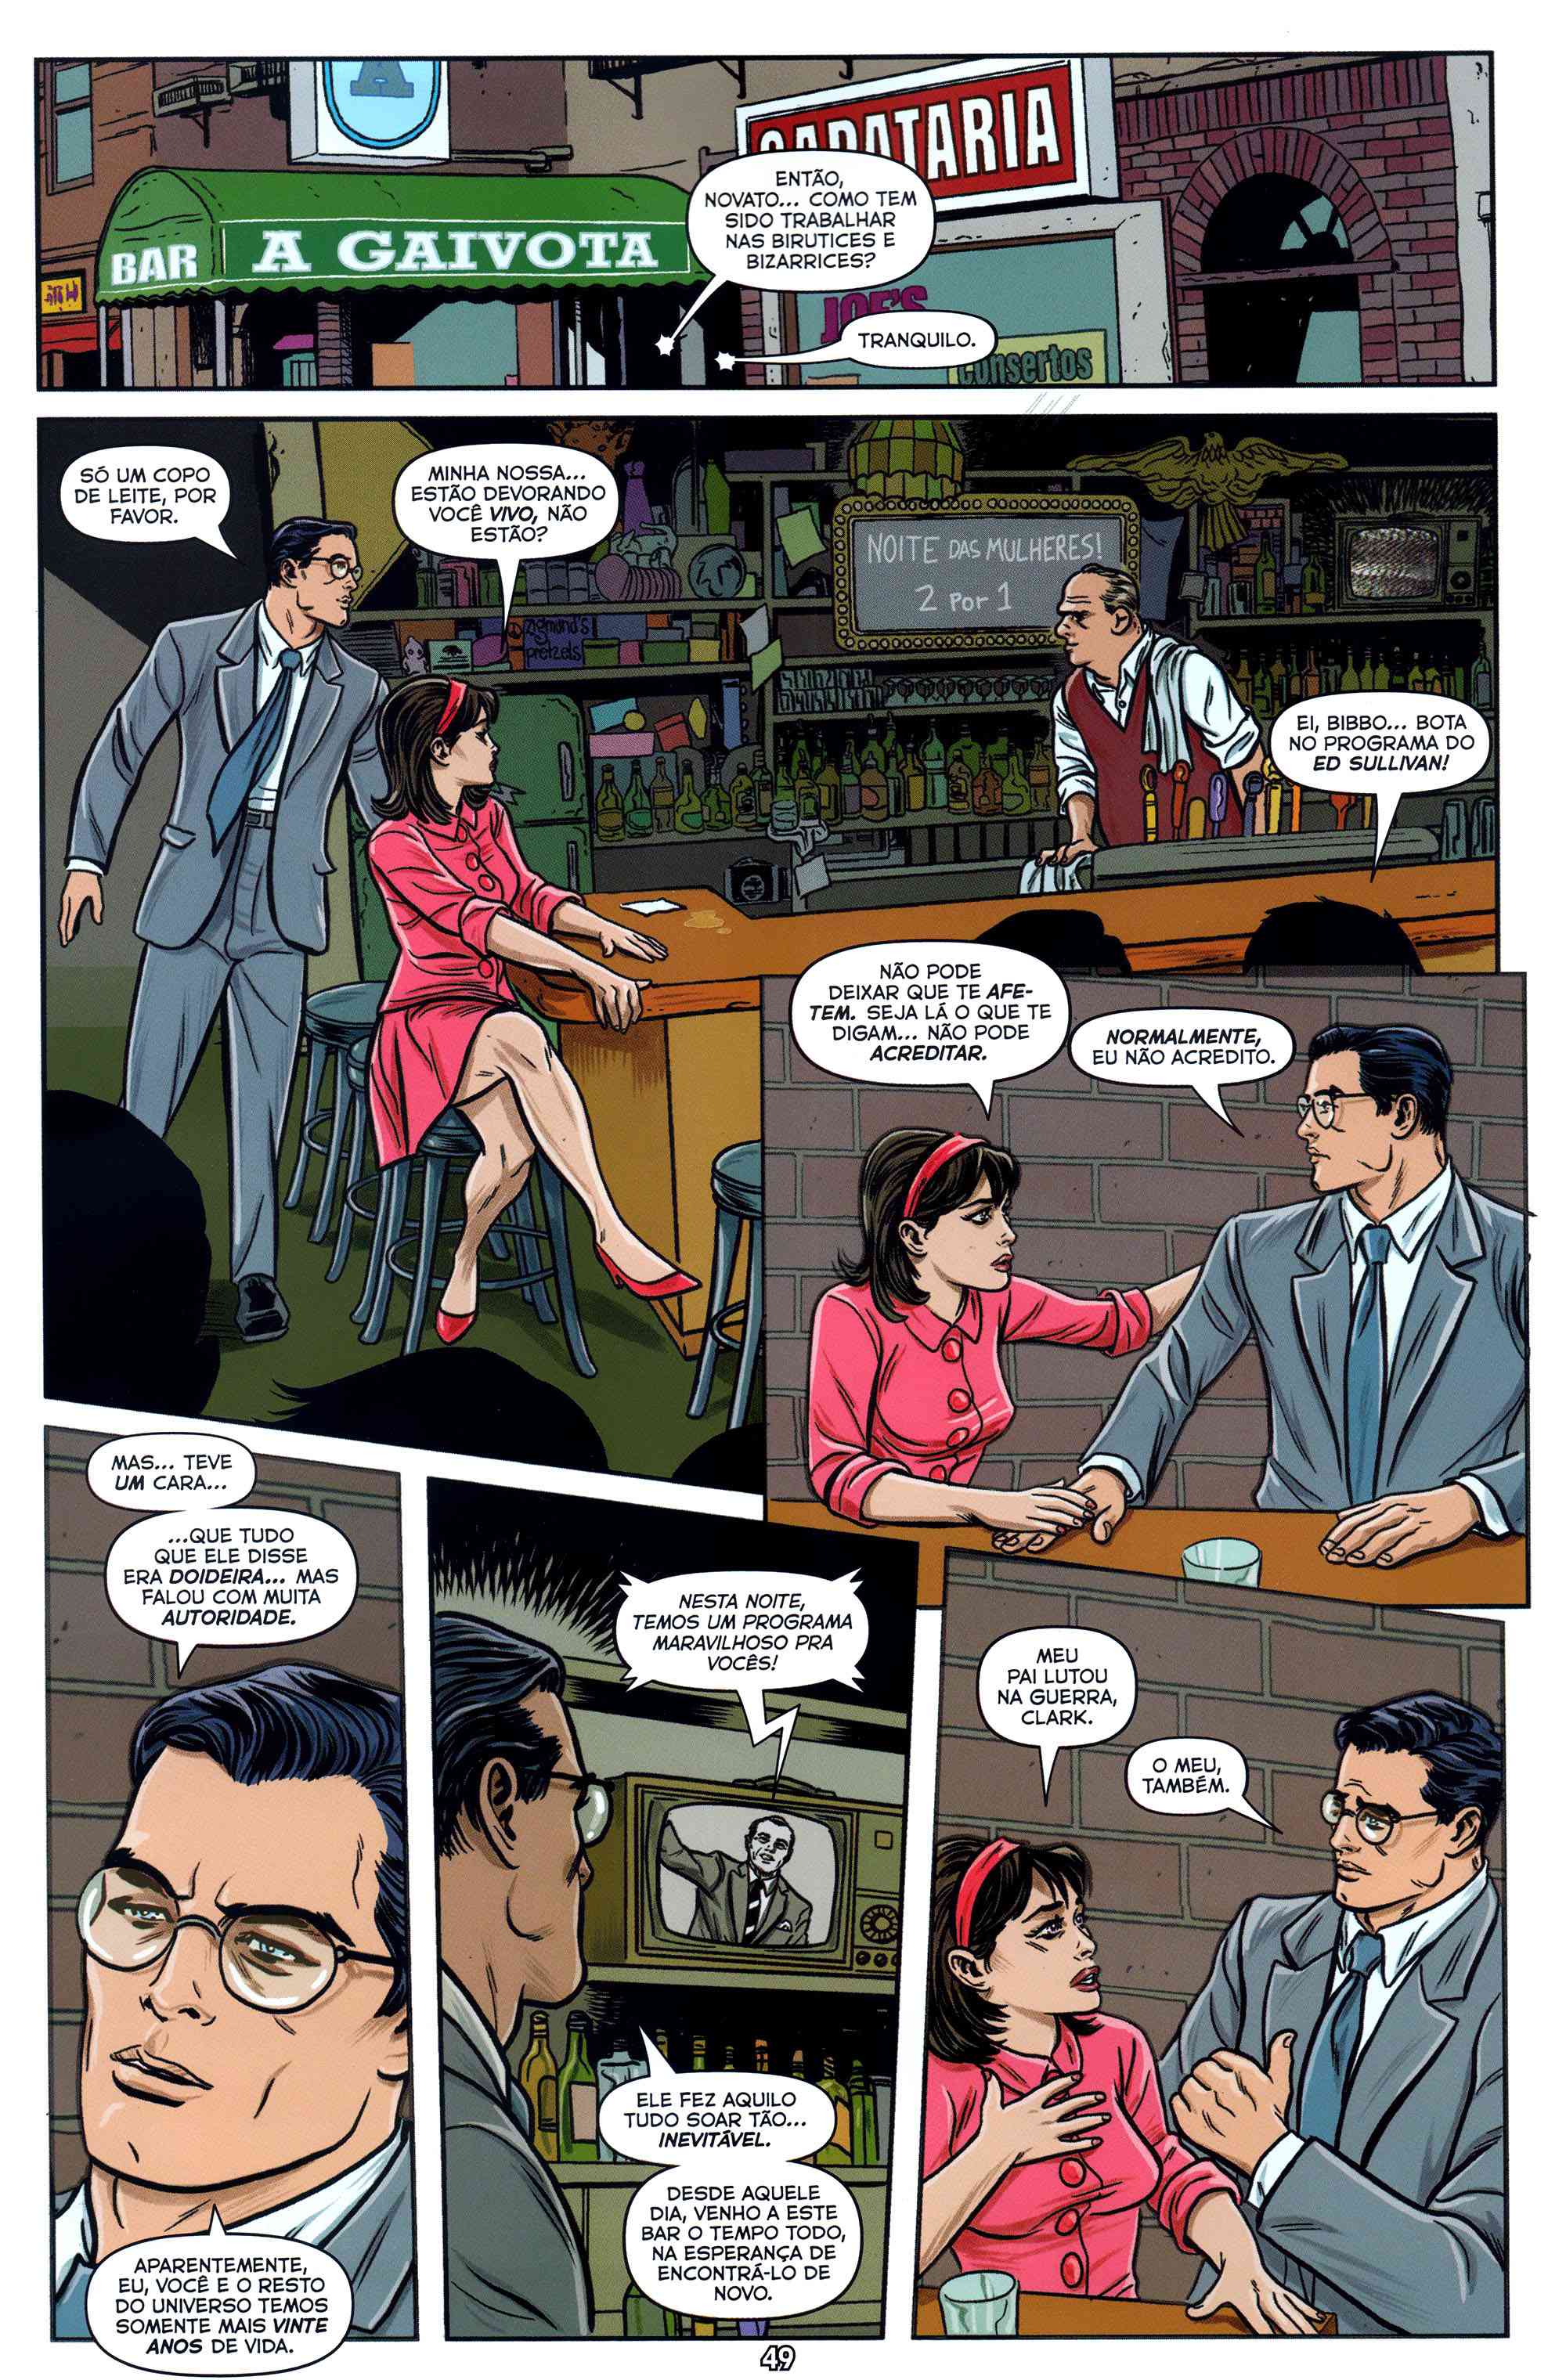 A
SAPATARIA
BAR
A GAIVOTA
ENTÃO,
NOVATO... COMO TEM
SIDO TRABALHAR
NAS BIRUTICES E
BIZARRICES?
JOE'S
TRANQUILO.
CONSERTOS
SÓ UM COPO
DE LEITE, POR
FAVOR.
MINHA NOSSA...
ESTÃO DEVORANDO
VOCÊ VIVO, NÃO
ESTÃO?
NOITE DAS MULHERES!
2 POR 1
zigmund's
pretzels
EI, BIBBO... BOTA
NO PROGRAMA DO
ED SULLIVAN!
NÃO PODE
DEIXAR QUE TE AFE-
TEM. SEJA LÁ O QUE TE
DIGAM... NÃO PODE
ACREDITAR.
NORMALMENTE,
EU NÃO ACREDITO.
MAS... TEVE
UM CARA...
...QUE TUDO
QUE ELE DISSE
ERA DOIDEIRA... MAS
FALOU COM MUITA
AUTORIDADE.
APARENTEMENTE,
EU, VOCÊ E O RESTO
DO UNIVERSO TEMOS
SOMENTE MAIS VINTE
ANOS DE VIDA.
NESTA NOITE,
TEMOS UM PROGRAMA
MARAVILHOSO PRA
VOCÊS!
ELE FEZ AQUILO
TUDO SOAR TÃO...
INEVITÁVEL.
DESDE AQUELE
DIA, VENHO A ESTE
BAR O TEMPO TODO,
NA ESPERANÇA DE
ENCONTRÁ-LO DE
NOVO.
MEU
PAI LUTOU
NA GUERRA,
CLARK.
O MEU,
TAMBÉM.
49